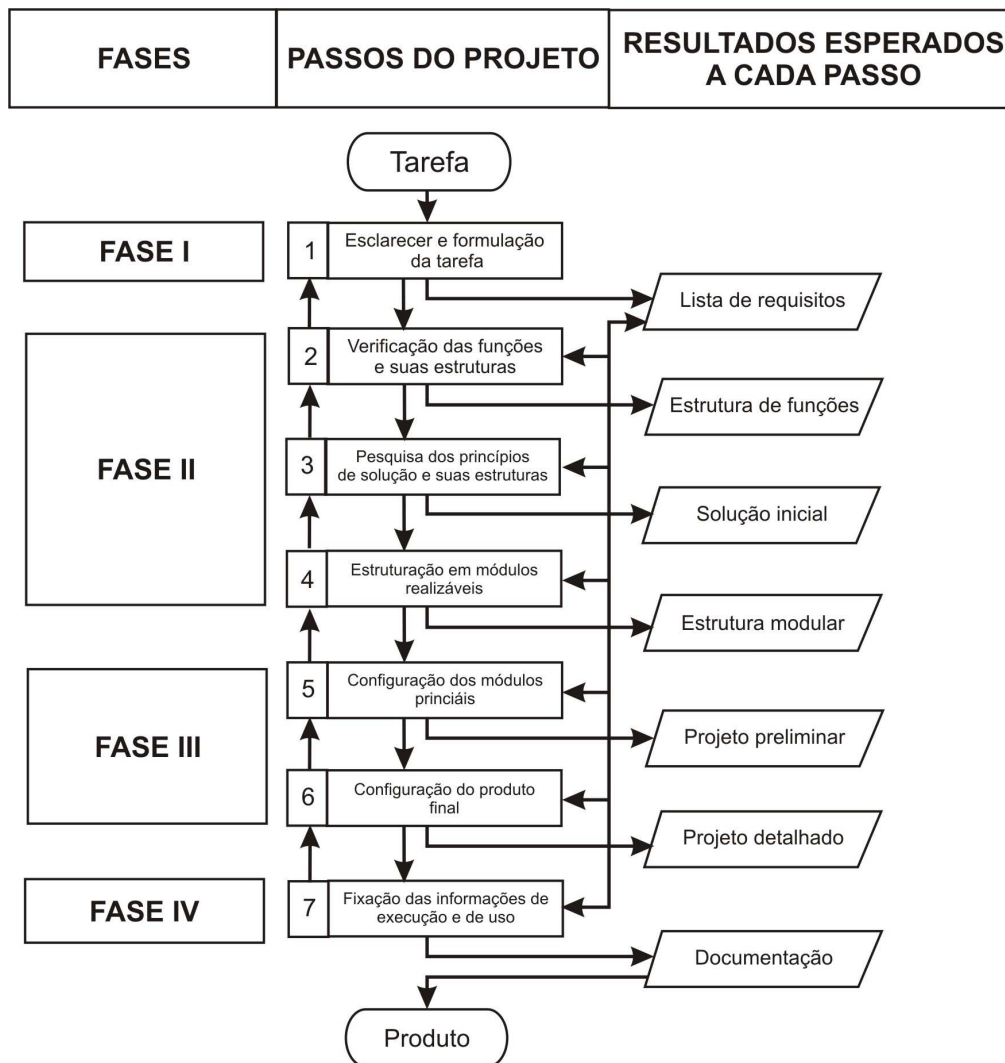 FASES
PASSOS DO PROJETO
RESULTADOS ESPERADOS
A CADA PASSO
Tarefa
FASE I
1
Esclarecer e formulação
da tarefa
Lista de requisitos
FASE II
2
Verificação das funções
e suas estruturas
Estrutura de funções
3
Pesquisa dos princípios
de solução e suas estruturas
Solução inicial
4
Estruturação em módulos
realizáveis
Estrutura modular
FASE III
5
Configuração dos módulos
princiáis
Projeto preliminar
6
Configuração do produto
final
Projeto detalhado
FASE IV
7
Fixação das informações de
execução e de uso
Documentação
Produto